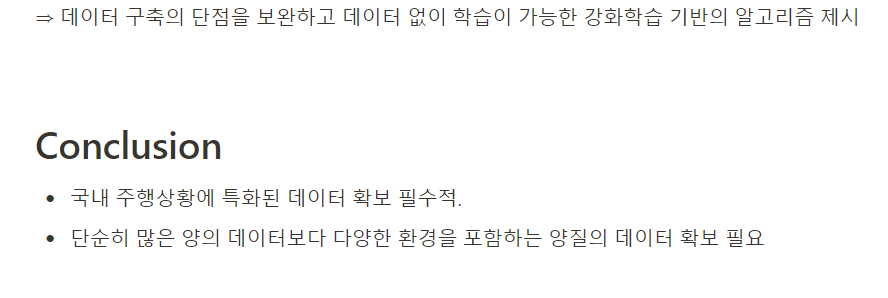 ⇒ 데이터 구축의 단점을 보완하고 데이터 없이 학습이 가능한 강화학습 기반의 알고리즘 제시
Conclusion
• 국내 주행상황에 특화된 데이터 확보 필수적.
• 단순히 많은 양의 데이터보다 다양한 환경을 포함하는 양질의 데이터 확보 필요